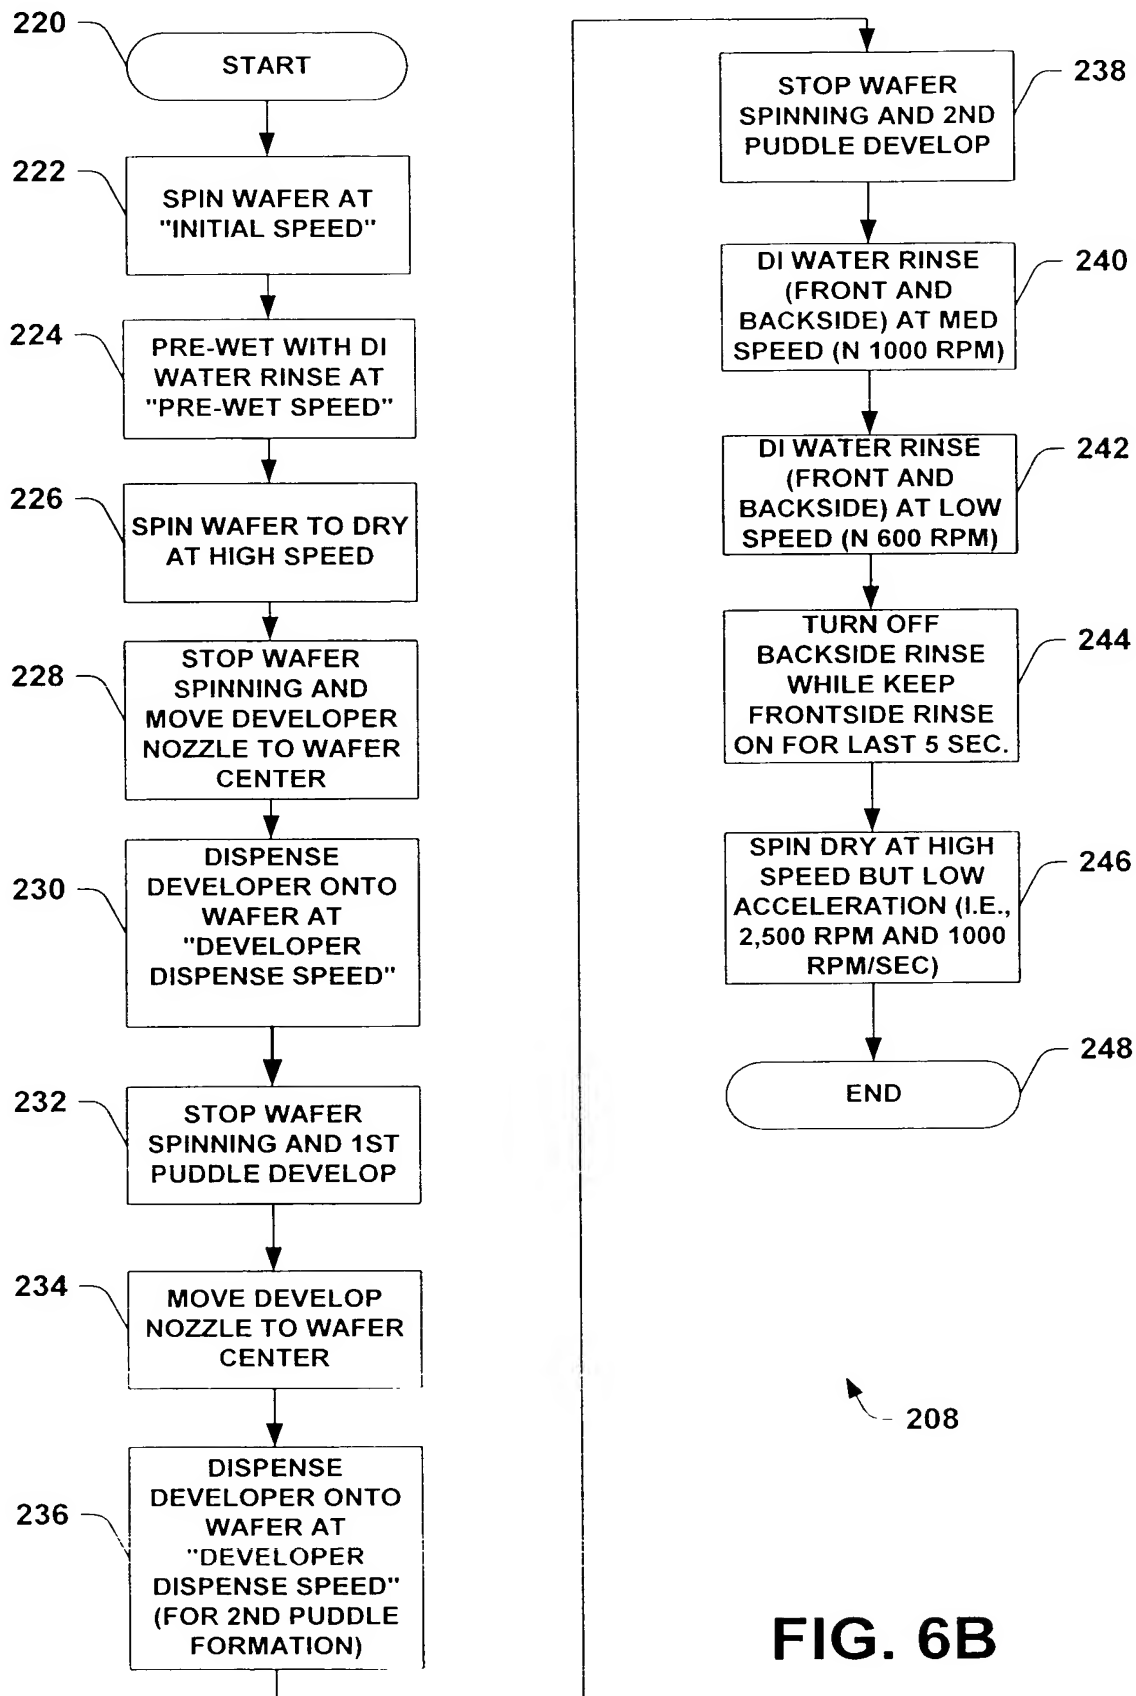 220
START
222
SPIN WAFER AT
"INITIAL SPEED"
224
PRE-WET WITH DI
WATER RINSE AT
"PRE-WET SPEED"
226
SPIN WAFER TO DRY
AT HIGH SPEED
228
STOP WAFER
SPINNING AND
MOVE DEVELOPER
NOZZLE TO WAFER
CENTER
230
DISPENSE
DEVELOPER ONTO
WAFER AT
"DEVELOPER
DISPENSE SPEED"
232
STOP WAFER
SPINNING AND 1ST
PUDDLE DEVELOP
234
MOVE DEVELOP
NOZZLE TO WAFER
CENTER
236
DISPENSE
DEVELOPER ONTO
WAFER AT
"DEVELOPER
DISPENSE SPEED"
(FOR 2ND PUDDLE
FORMATION)
238
STOP WAFER
SPINNING AND 2ND
PUDDLE DEVELOP
240
DI WATER RINSE
(FRONT AND
BACKSIDE) AT MED
SPEED (N 1000 RPM)
242
DI WATER RINSE
(FRONT AND
BACKSIDE) AT LOW
SPEED (N 600 RPM)
244
TURN OFF
BACKSIDE RINSE
WHILE KEEP
FRONTSIDE RINSE
ON FOR LAST 5 SEC.
246
SPIN DRY AT HIGH
SPEED BUT LOW
ACCELERATION (I.E.,
2,500 RPM AND 1000
RPM/SEC)
248
END
208
FIG. 6B